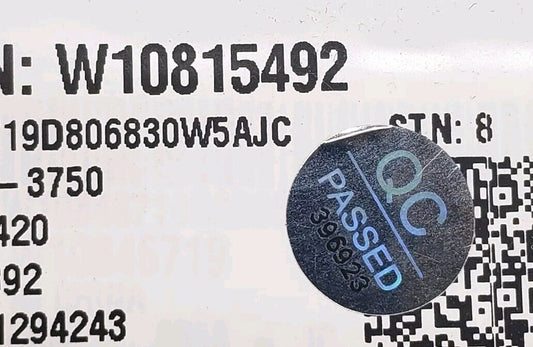 N: W10815492
19D806830W5AJC
STN: 8
-3750
420
92
1294243
QC
PASSED
396923